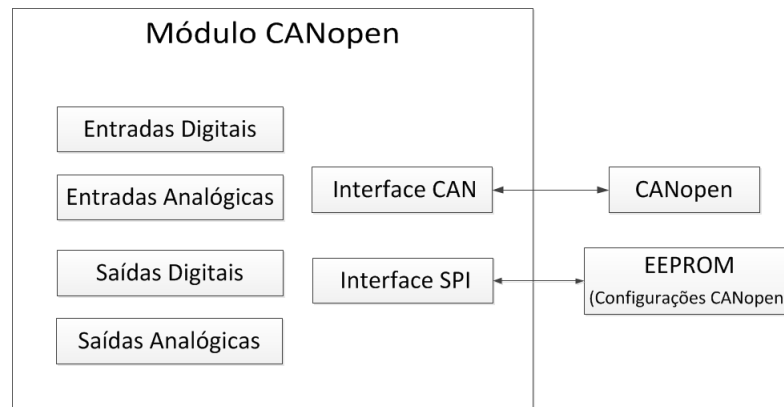 Módulo CANopen
Entradas Digitais
Entradas Analógicas
Saídas Digitais
Saídas Analógicas
Interface CAN
Interface SPI
CANopen
EEPROM
(Configurações CANopen